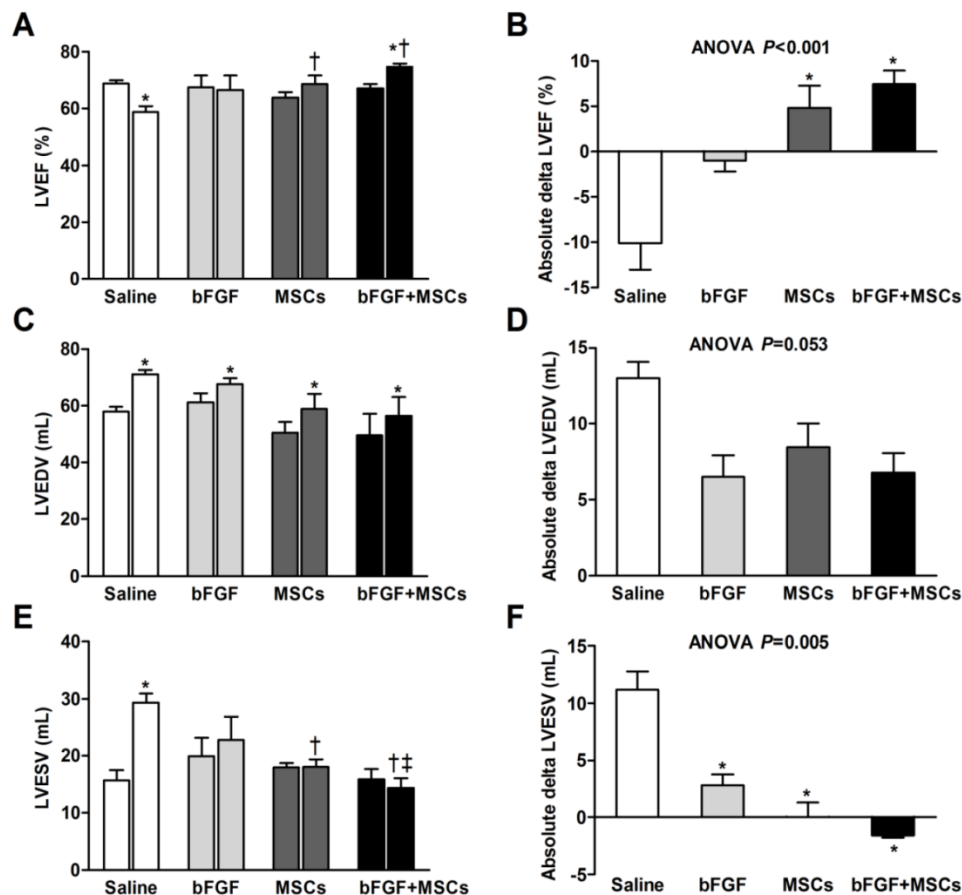 A
LVEF (%)
80
60
40
20
0
*
†
*†
Saline bFGF MSCs bFGF+MSCs
B
ANOVA P<0.001
Absolute delta LVEF (%)
10
5
0
-5
-10
-15
*
*
Saline bFGF MSCs bFGF+MSCs
C
LVEDV (mL)
80
60
40
20
0
*
*
*
*
Saline bFGF MSCs bFGF+MSCs
D
ANOVA P=0.053
Absolute delta LVEDV (mL)
15
10
5
0
Saline bFGF MSCs bFGF+MSCs
E
LVESV (mL)
40
30
20
10
0
*
†
†‡
Saline bFGF MSCs bFGF+MSCs
F
ANOVA P=0.005
Absolute delta LVESV (mL)
15
10
5
0
-5
*
*
*
Saline bFGF MSCs bFGF+MSCs